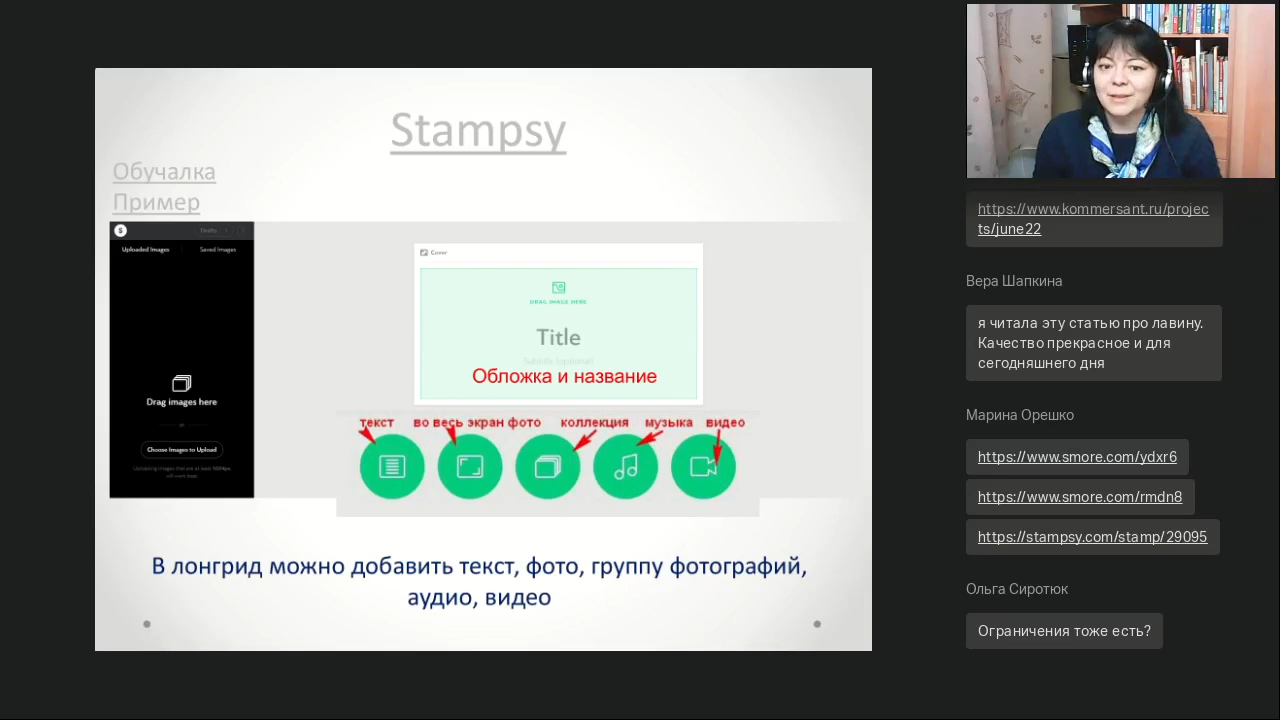 Stampsy
Обучалка
Пример
S
Drafts
Uploaded Images
Saved Images
Drag images here
or
Choose Images to Upload
Cover
DRAG IMAGE HERE
Title
Subtitle (optional)
Обложка и название
текст
во весь экран фото
коллекция
музыка
видео
В лонгрид можно добавить текст, фото, группу фотографий,
аудио, видео
https://www.kommersant.ru/projec
ts/june22
Вера Шапкина
я читала эту статью про лавину.
Качество прекрасное и для
сегодняшнего дня
Марина Орешко
https://www.smore.com/ydxr6
https://www.smore.com/rmdn8
https://stampsy.com/stamp/29095
Ольга Сиротюк
Ограничения тоже есть?